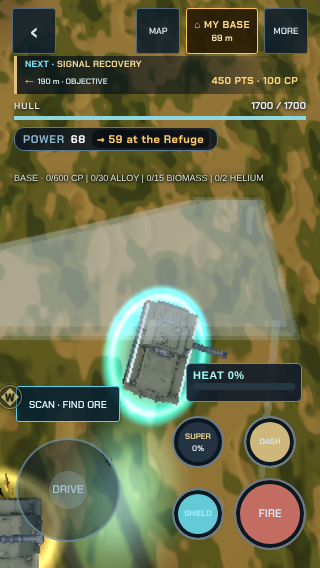 ‹
MAP
⌂ MY BASE
69 m
MORE
NEXT · SIGNAL RECOVERY
← 190 m · OBJECTIVE
450 PTS · 100 CP
HULL
1700 / 1700
POWER 68 → 59 at the Refuge
BASE · 0/600 CP | 0/30 ALLOY | 0/15 BIOMASS | 0/2 HELIUM
HEAT 0%
W
SCAN · FIND ORE
SUPER
0%
DASH
DRIVE
SHIELD
FIRE